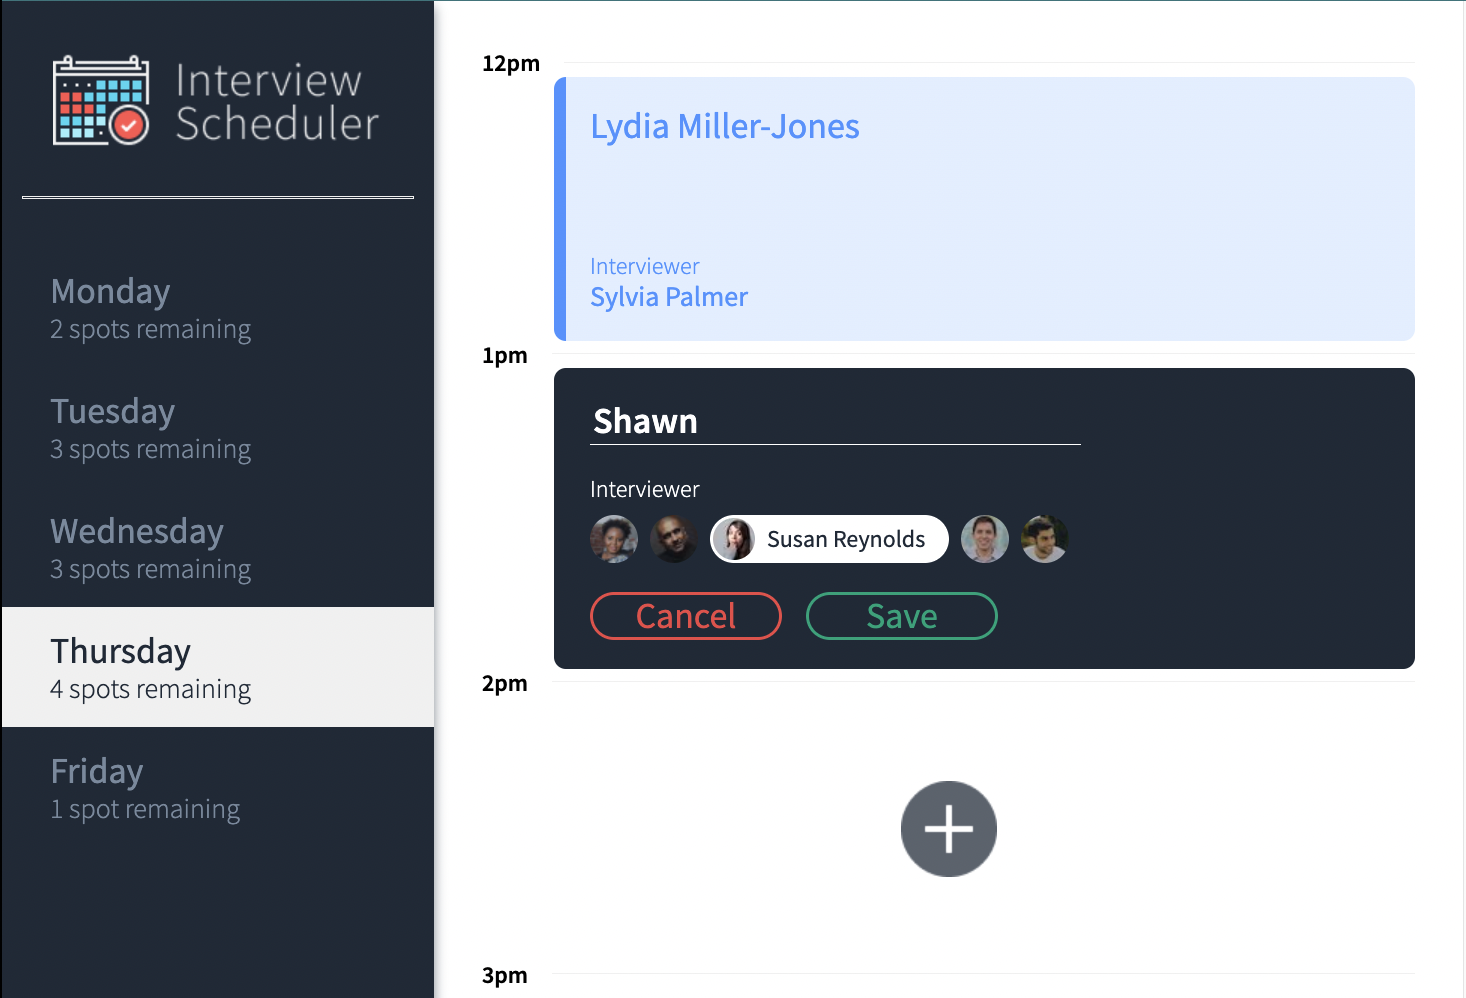 Interview
Scheduler
Monday
2 spots remaining
Tuesday
3 spots remaining
Wednesday
3 spots remaining
Thursday
4 spots remaining
Friday
1 spot remaining
12pm
Lydia Miller-Jones
Interviewer
Sylvia Palmer
1pm
Shawn
Interviewer
Susan Reynolds
Cancel
Save
2pm
3pm